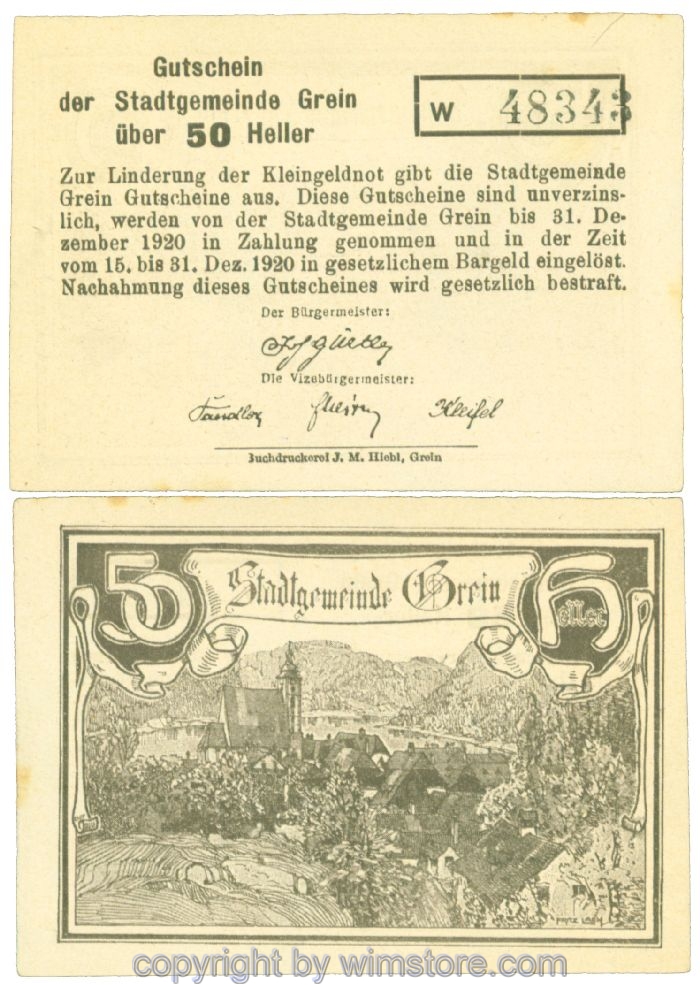 Gutschein
der Stadtgemeinde Grein
über 50 Heller
W 48343
Zur Linderung der Kleingeldnot gibt die Stadtgemeinde
Grein Gutscheine aus. Diese Gutscheine sind unverzins-
lich, werden von der Stadtgemeinde Grein bis 31. De-
zember 1920 in Zahlung genommen und in der Zeit
vom 15. bis 31. Dez. 1920 in gesetzlichem Bargeld eingelöst.
Nachahmung dieses Gutscheines wird gesetzlich bestraft.
Der Bürgermeister:
Die Vizebürgermeister:
Buchdruckerei J. M. Hiebl, Grein
50 Stadtgemeinde Grein Heller
FRITZ LACH
copyright by wimstore.com